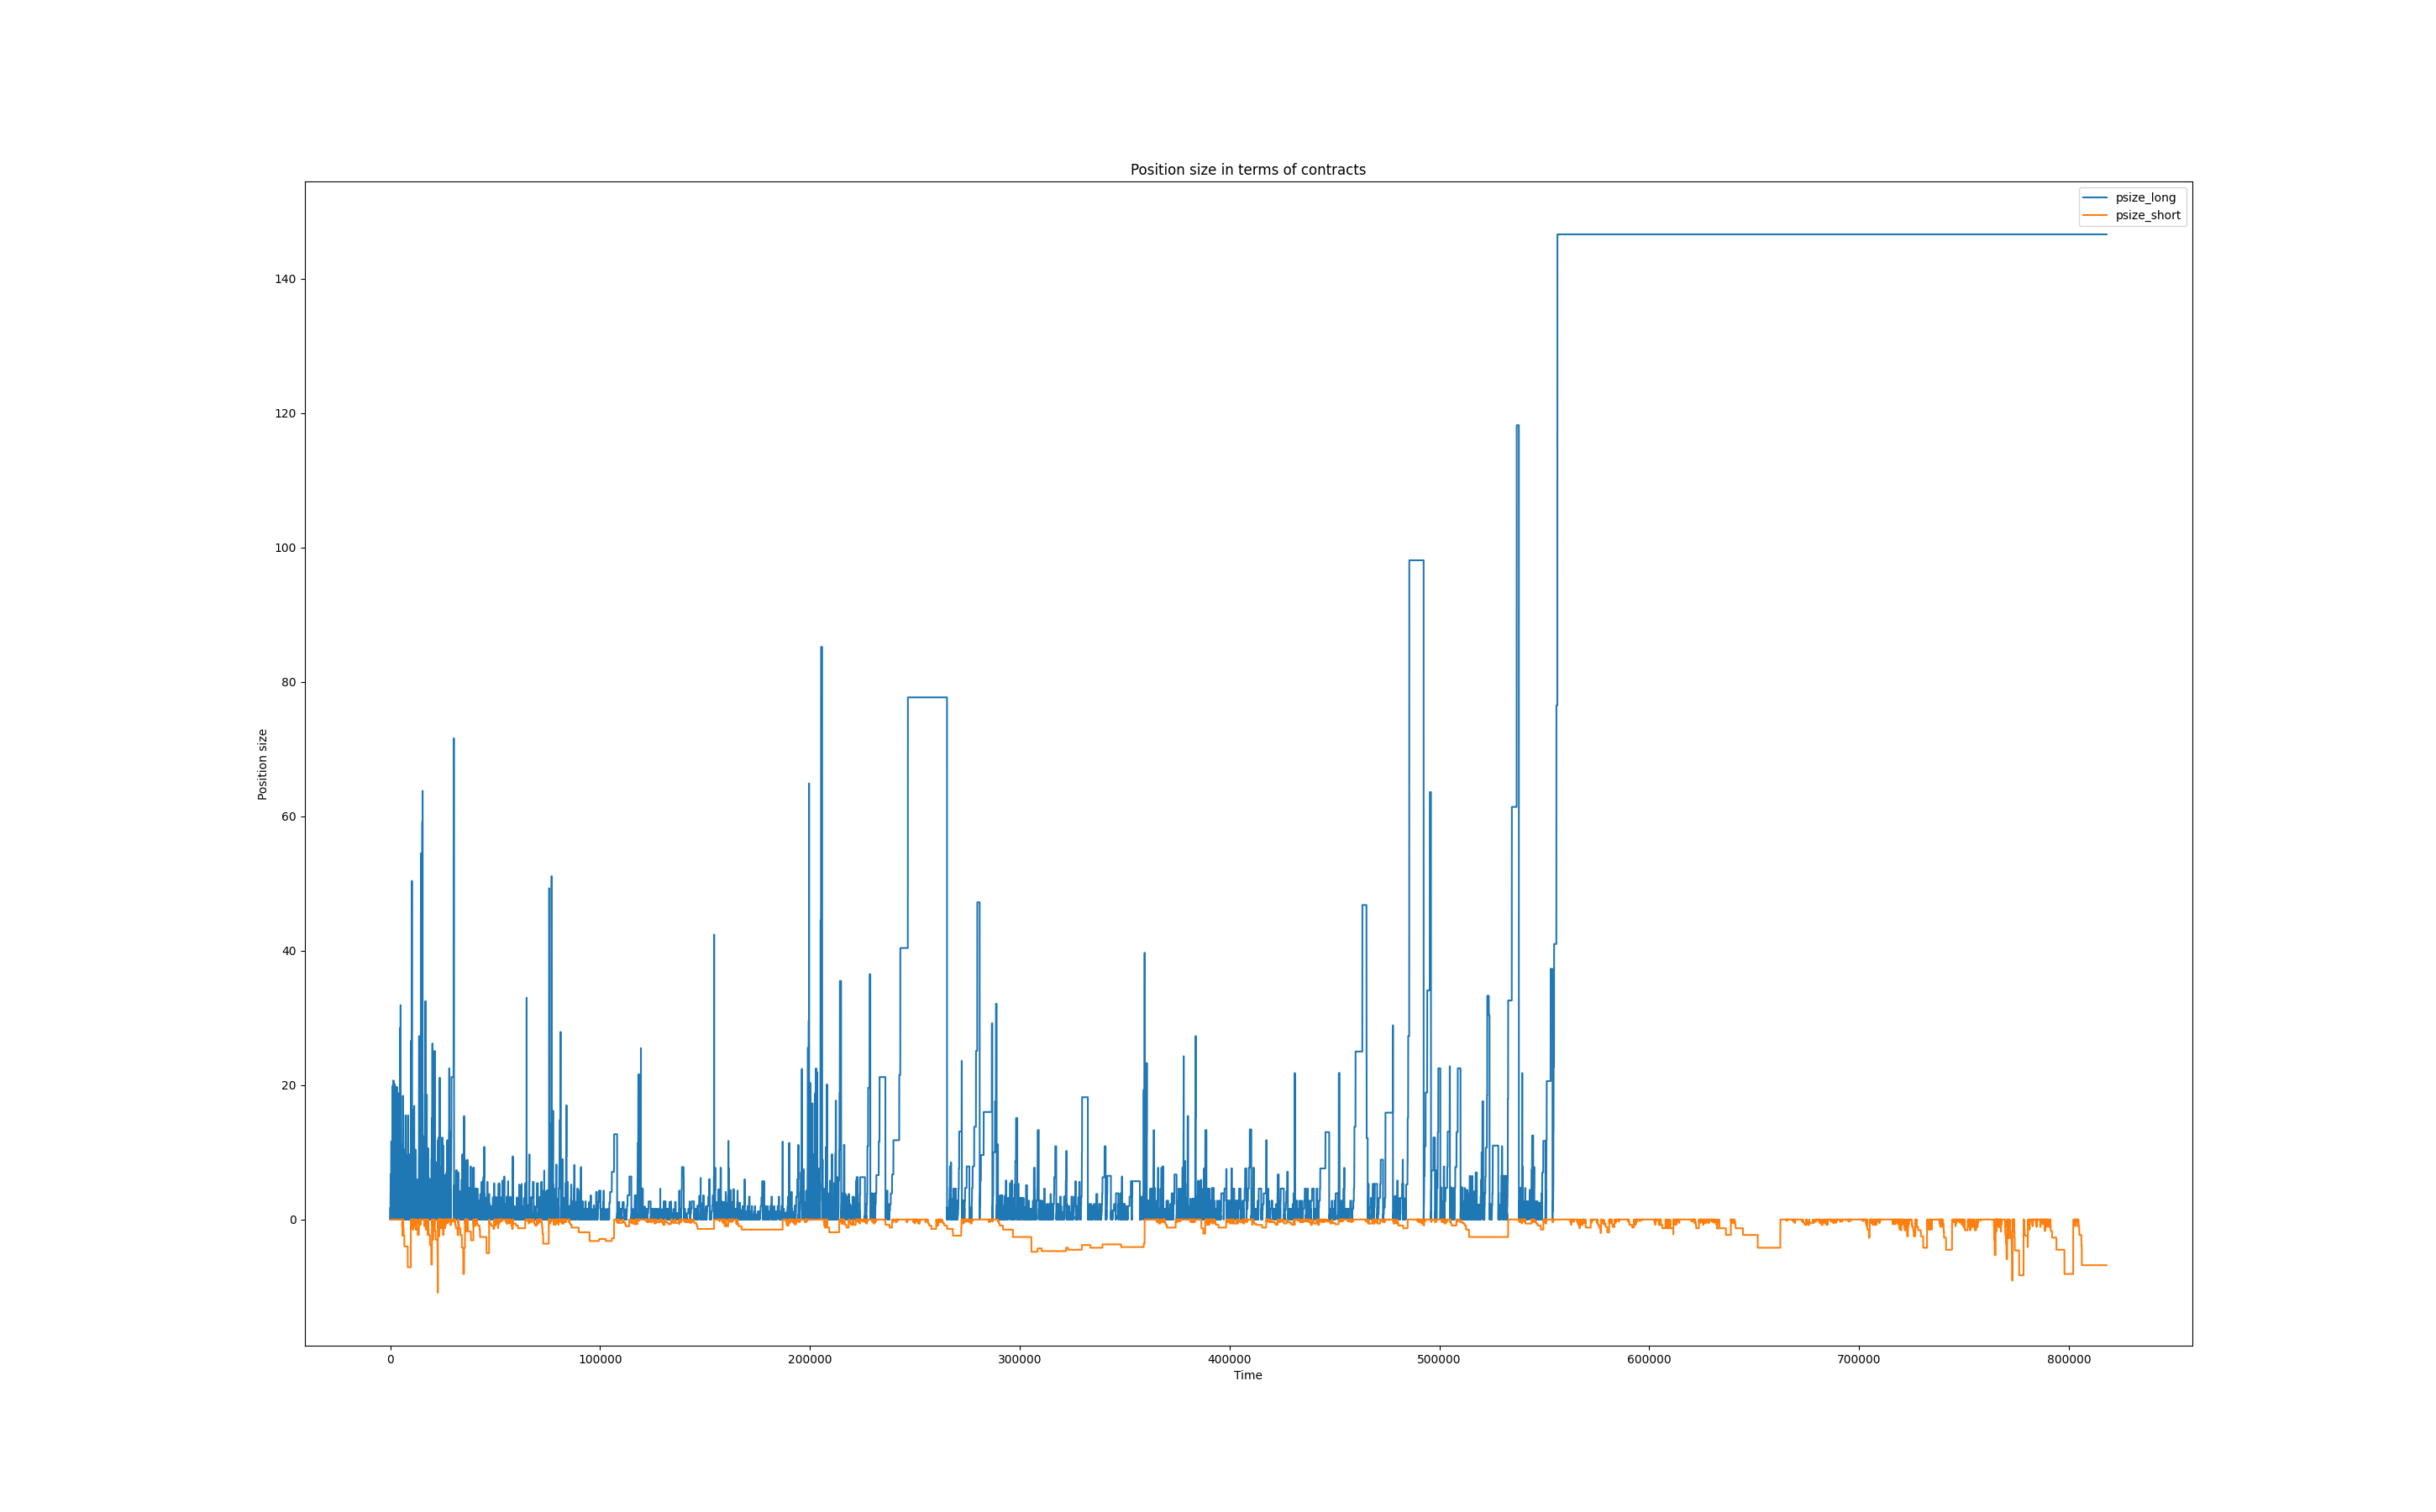 Position size in terms of contracts
psize_long
psize_short
140
120
100
80
60
40
20
0
Position size
0 100000 200000 300000 400000 500000 600000 700000 800000
Time